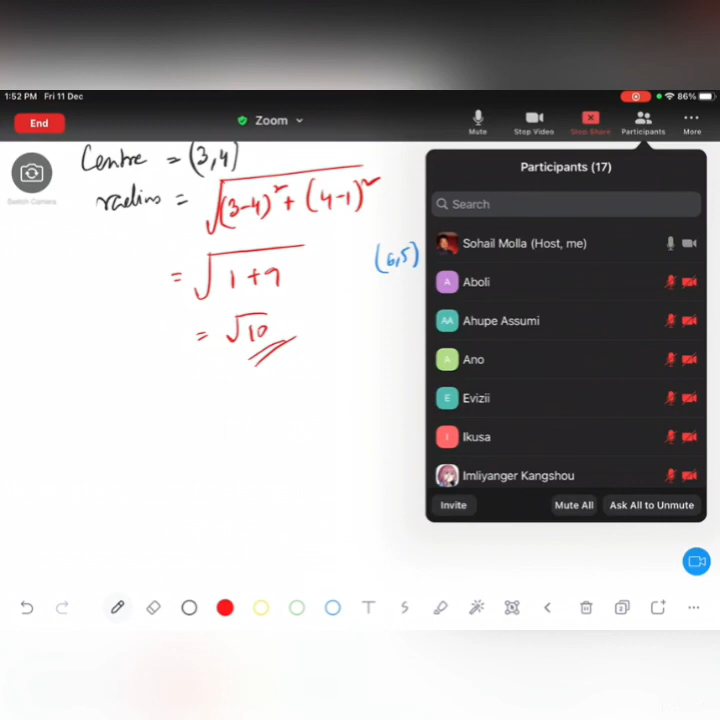 1:52 PM Fri 11 Dec
86%
End
Zoom
Mute
Stop Video
Stop Share
Participants
More
Switch Camera
Centre = (3,4)
radius = √(3-4)² + (4-1)²
= √1+9
= √10
(6,5)
Participants (17)
Search
Sohail Molla (Host, me)
A Aboli
AA Ahupe Assumi
A Ano
E Evizii
I Ikusa
Imliyanger Kangshou
Invite
Mute All
Ask All to Unmute
T
2